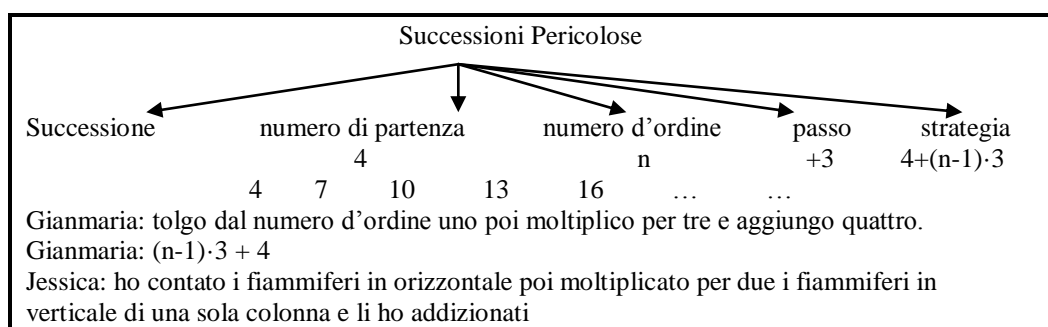 Successioni Pericolose
Successione numero di partenza numero d'ordine passo strategia
4 n +3 4+(n-1)·3
4 7 10 13 16 … …
Gianmaria: tolgo dal numero d'ordine uno poi moltiplico per tre e aggiungo quattro.
Gianmaria: (n-1)·3 + 4
Jessica: ho contato i fiammiferi in orizzontale poi moltiplicato per due i fiammiferi in
verticale di una sola colonna e li ho addizionati